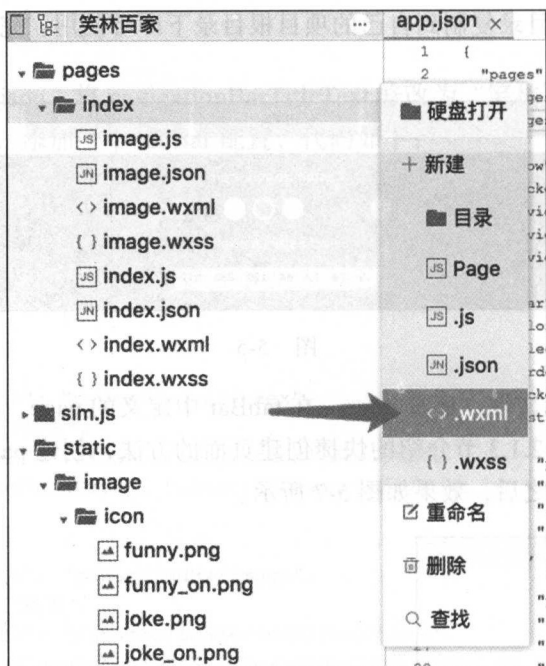 笑林百家
pages
index
image.js
image.json
image.wxml
image.wxss
index.js
index.json
index.wxml
index.wxss
sim.js
static
image
icon
funny.png
funny_on.png
joke.png
joke_on.png
app.json ×
1 {
2 "pages"
硬盘打开
新建
目录
Page
.js
.json
.wxml
.wxss
重命名
删除
查找